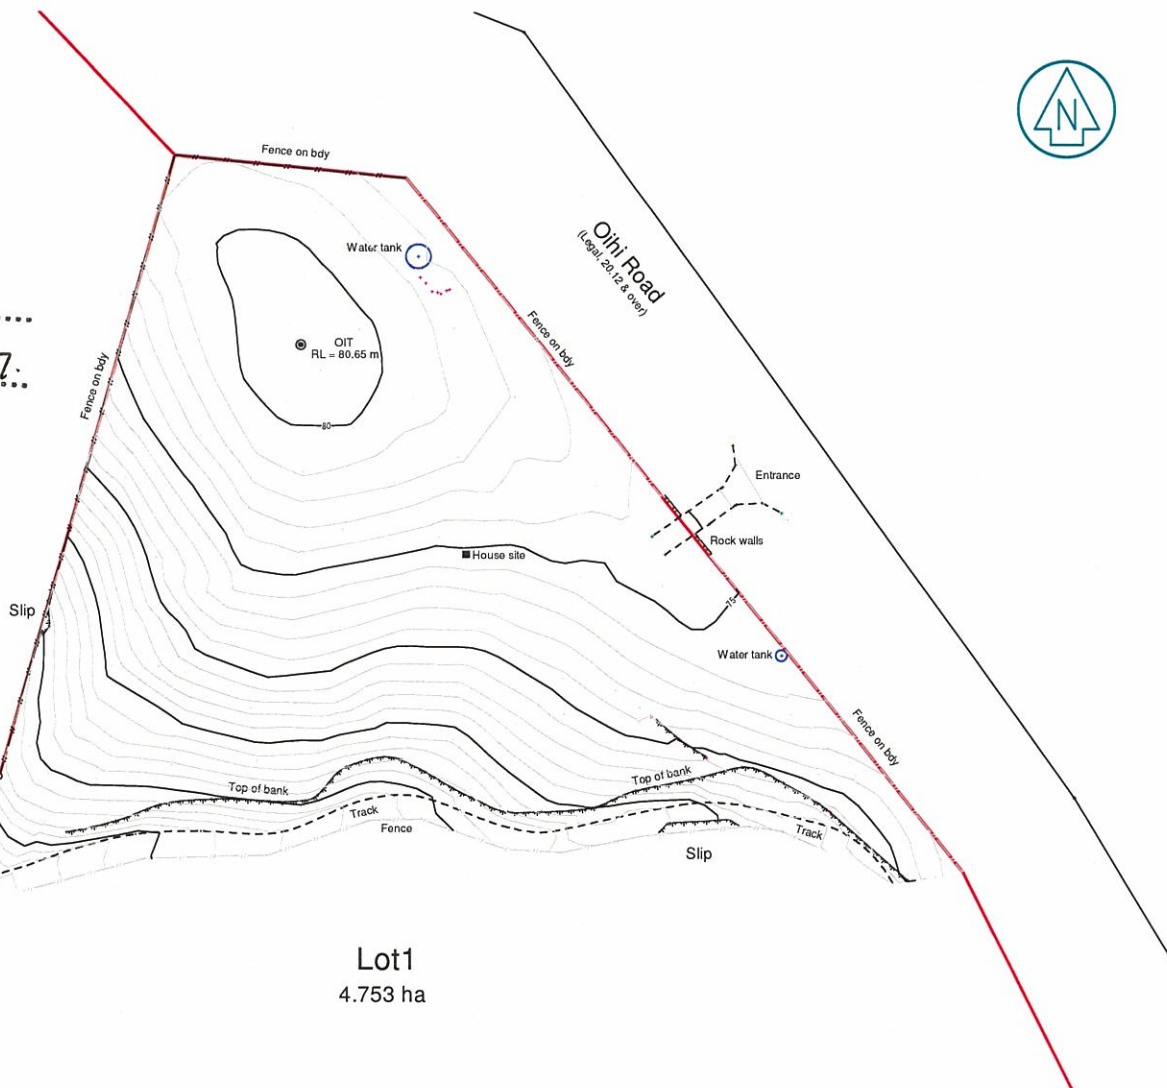 Fence on bdy
N
Oihi Road
(Legal, 20.12 & over)
Water tank
OIT
RL = 80.65 m
Fence on bdy
Fence on bdy
80
Entrance
Rock walls
House site
75
Slip
Water tank
Fence on bdy
Top of bank
Top of bank
Track
Fence
Track
Slip
Lot1
4.753 ha